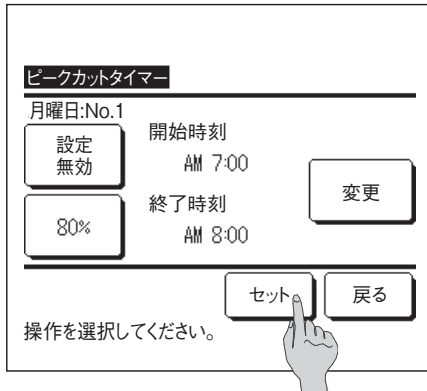 ピークカットタイマー
月曜日:No.1
設定
無効
開始時刻
AM 7:00
80%
終了時刻
AM 8:00
変更
セット
戻る
操作を選択してください。